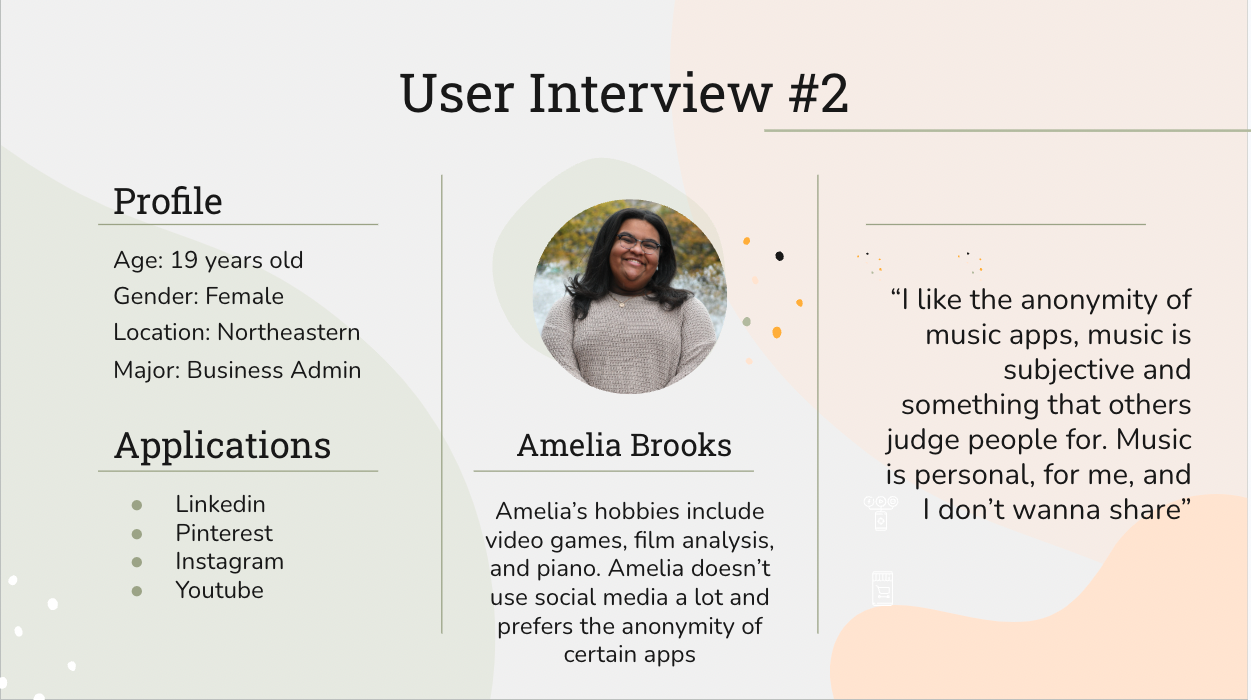 User Interview #2
Profile
Age: 19 years old
Gender: Female
Location: Northeastern
Major: Business Admin
Applications
Linkedin
Pinterest
Instagram
Youtube
Amelia Brooks
Amelia’s hobbies include
video games, film analysis,
and piano. Amelia doesn’t
use social media a lot and
prefers the anonymity of
certain apps
“I like the anonymity of
music apps, music is
subjective and
something that others
judge people for. Music
is personal, for me, and
I don’t wanna share”